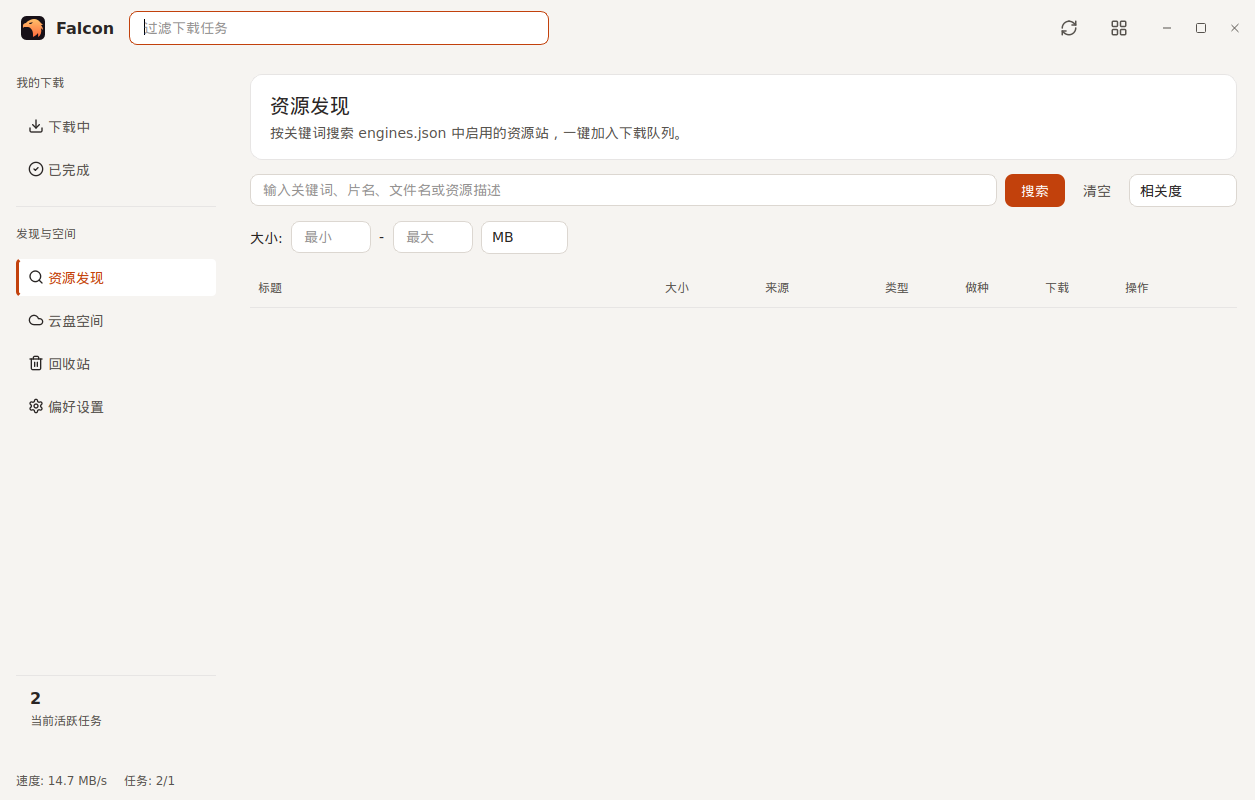 Falcon
过滤下载任务
我的下载
下载中
已完成
发现与空间
资源发现
云盘空间
回收站
偏好设置
2
当前活跃任务
速度: 14.7 MB/s 任务: 2/1
资源发现
按关键词搜索 engines.json 中启用的资源站，一键加入下载队列。
输入关键词、片名、文件名或资源描述 搜索 清空 相关度
大小: 最小 - 最大 MB
标题 大小 来源 类型 做种 下载 操作